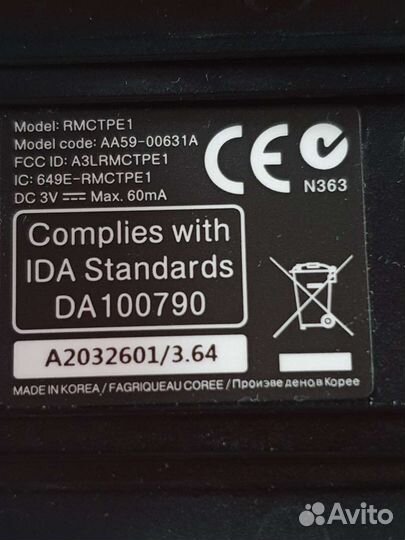 Model: RMCTPE1
Model code: AA59-00631A
FCC ID: A3LRMCTPE1
IC: 649E-RMCTPE1
DC 3V Max. 60mA
CE
N363
Complies with
IDA Standards
DA100790
A2032601/3.64
MADE IN KOREA / FAGRIQUEAU COREE / Произведено в Корее
Avito